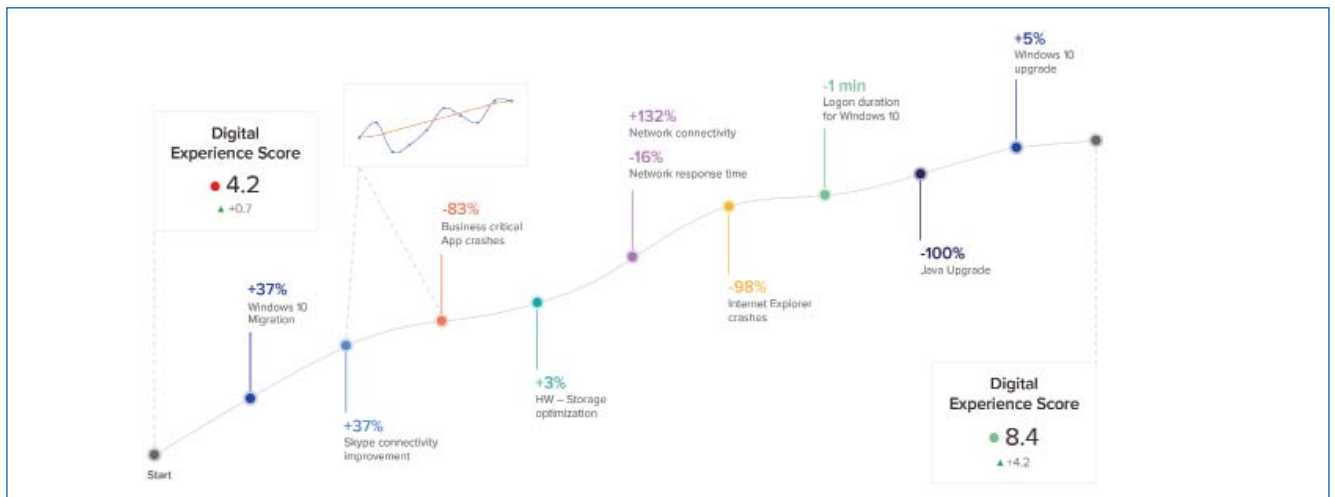 Digital
Experience Score
4.2
▲ +0.7
Start
+37%
Windows 10
Migration
+37%
Skype connectivity
improvement
-83%
Business critical
App crashes
+3%
HW – Storage
optimization
+132%
Network connectivity
-16%
Network response time
-98%
Internet Explorer
crashes
-1 min
Logon duration
for Windows 10
-100%
Java Upgrade
+5%
Windows 10
upgrade
Digital
Experience Score
8.4
▲ +4.2